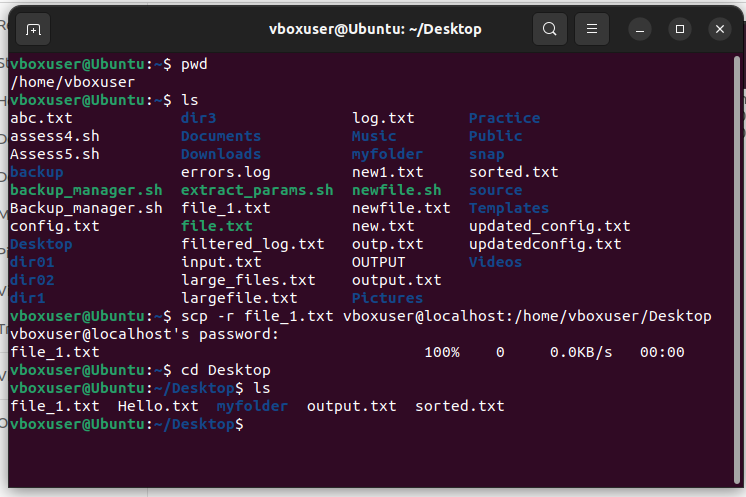 vboxuser@Ubuntu: ~/Desktop
vboxuser@Ubuntu:~$ pwd
/home/vboxuser
vboxuser@Ubuntu:~$ ls
abc.txt dir3 log.txt Practice
assess4.sh Documents Music Public
Assess5.sh Downloads myfolder snap
backup errors.log new1.txt sorted.txt
backup_manager.sh extract_params.sh newfile.sh source
Backup_manager.sh file_1.txt newfile.txt Templates
config.txt file.txt new.txt updated_config.txt
Desktop filtered_log.txt outp.txt updatedconfig.txt
dir01 input.txt OUTPUT Videos
dir02 large_files.txt output.txt
dir1 largefile.txt Pictures
vboxuser@Ubuntu:~$ scp -r file_1.txt vboxuser@localhost:/home/vboxuser/Desktop
vboxuser@localhost's password:
file_1.txt 100% 0 0.0KB/s 00:00
vboxuser@Ubuntu:~$ cd Desktop
vboxuser@Ubuntu:~/Desktop$ ls
file_1.txt Hello.txt myfolder output.txt sorted.txt
vboxuser@Ubuntu:~/Desktop$